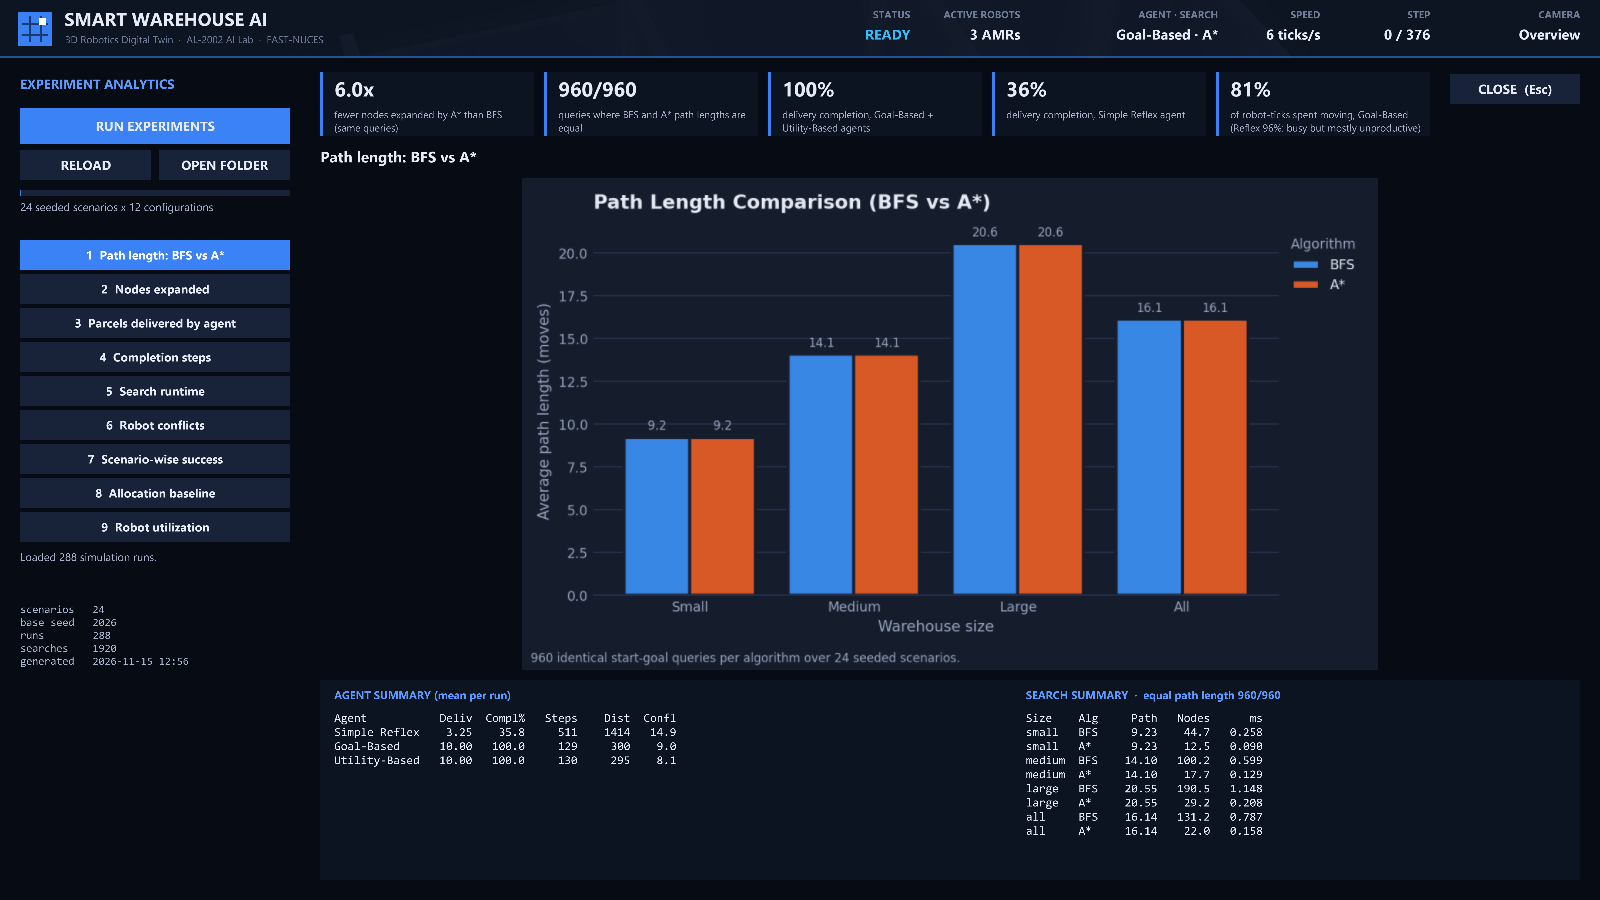 SMART WAREHOUSE AI
3D Robotics Digital Twin · AL-2002 AI Lab · FAST-NUCES
STATUS
READY
ACTIVE ROBOTS
3 AMRs
AGENT · SEARCH
Goal-Based · A*
SPEED
6 ticks/s
STEP
0 / 376
CAMERA
Overview
EXPERIMENT ANALYTICS
RUN EXPERIMENTS
RELOAD
OPEN FOLDER
24 seeded scenarios x 12 configurations
1 Path length: BFS vs A*
2 Nodes expanded
3 Parcels delivered by agent
4 Completion steps
5 Search runtime
6 Robot conflicts
7 Scenario-wise success
8 Allocation baseline
9 Robot utilization
Loaded 288 simulation runs.
scenarios 24
base seed 2026
runs 288
searches 1920
generated 2026-11-15 12:56
6.0x
fewer nodes expanded by A* than BFS
(same queries)
960/960
queries where BFS and A* path lengths are
equal
100%
delivery completion, Goal-Based +
Utility-Based agents
36%
delivery completion, Simple Reflex agent
81%
of robot-ticks spent moving, Goal-Based
(Reflex 96%: busy but mostly unproductive)
CLOSE (Esc)
Path length: BFS vs A*
Path Length Comparison (BFS vs A*)
Average path length (moves)
20.0
17.5
15.0
12.5
10.0
7.5
5.0
2.5
0.0
9.2
9.2
14.1
14.1
20.6
20.6
16.1
16.1
Small
Medium
Large
All
Warehouse size
Algorithm
BFS
A*
960 identical start-goal queries per algorithm over 24 seeded scenarios.
AGENT SUMMARY (mean per run)
Agent Deliv Compl% Steps Dist Confl
Simple Reflex 3.25 35.8 511 1414 14.9
Goal-Based 10.00 100.0 129 300 9.0
Utility-Based 10.00 100.0 130 295 8.1
SEARCH SUMMARY · equal path length 960/960
Size Alg Path Nodes ms
small BFS 9.23 44.7 0.258
small A* 9.23 12.5 0.090
medium BFS 14.10 100.2 0.599
medium A* 14.10 17.7 0.129
large BFS 20.55 190.5 1.148
large A* 20.55 29.2 0.208
all BFS 16.14 131.2 0.787
all A* 16.14 22.0 0.158